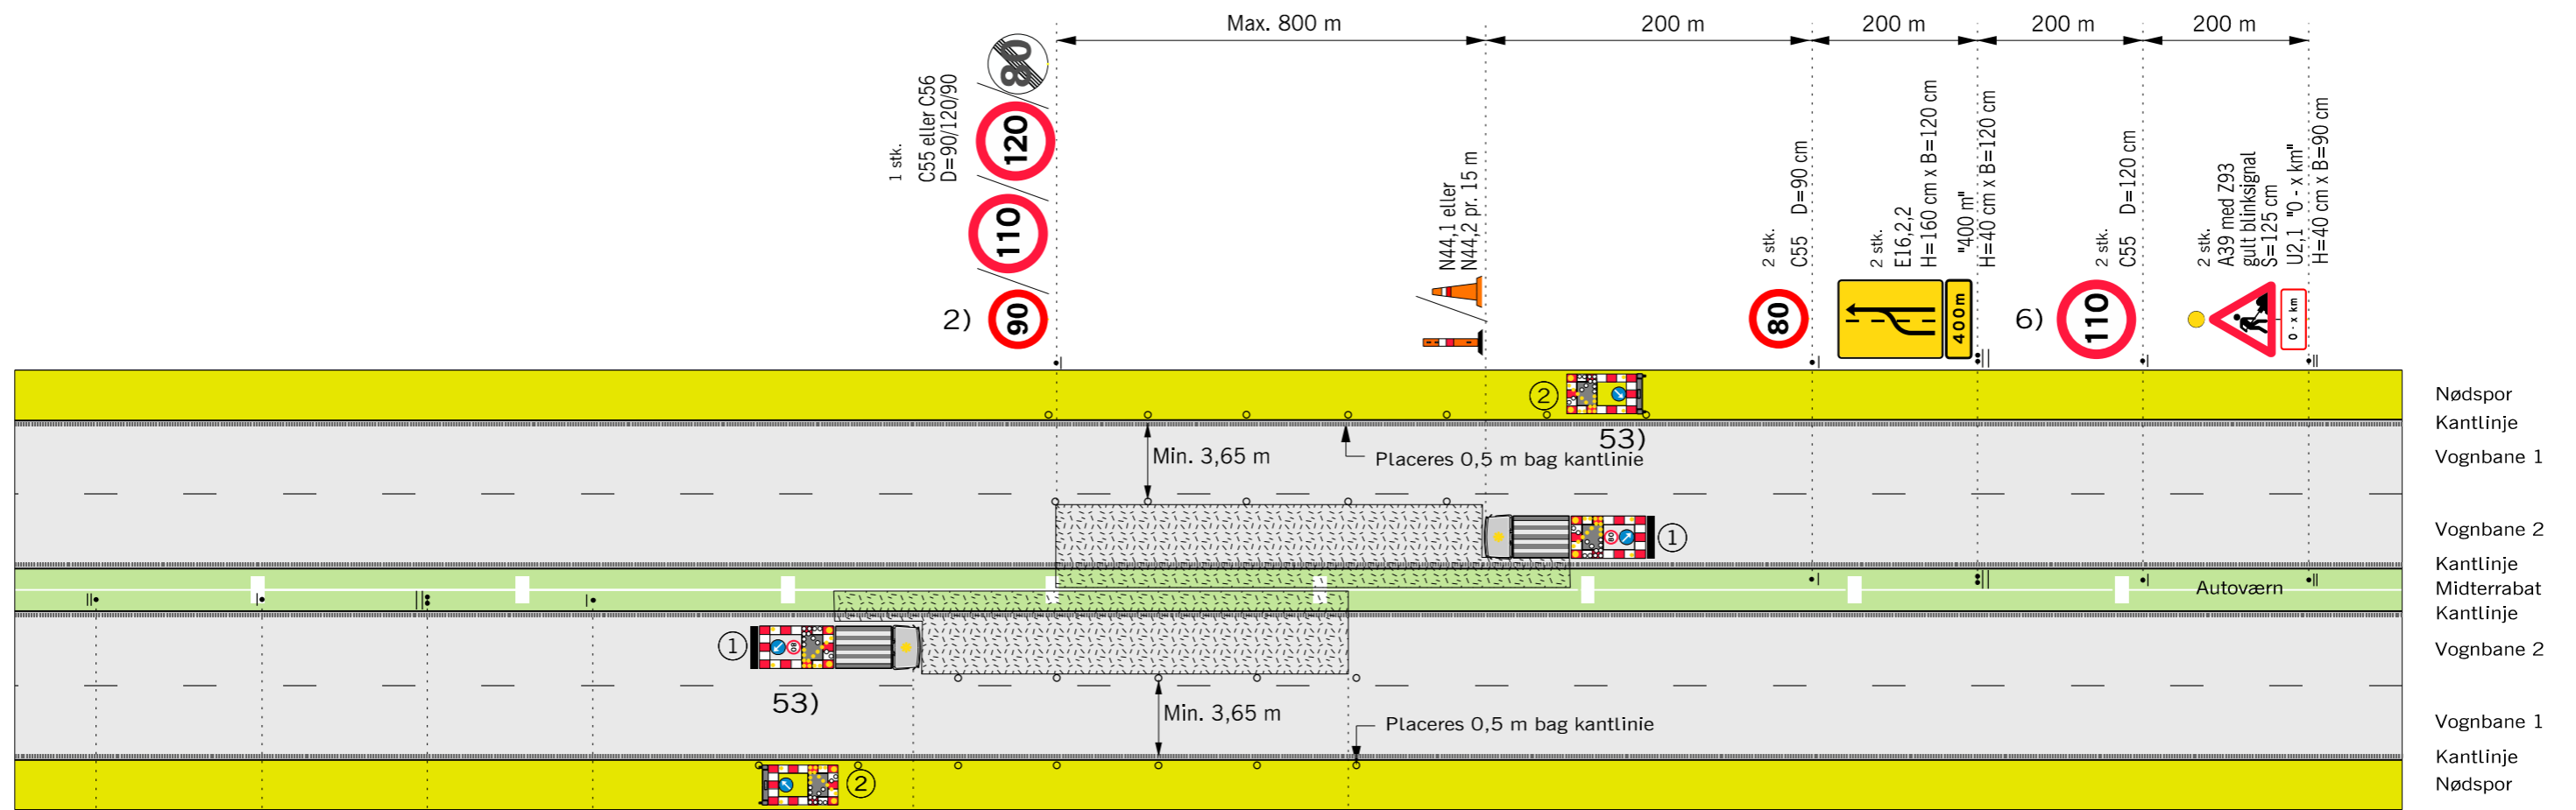 Max. 800 m
200 m
200 m
200 m
200 m
1 stk.
C55 eller C56
D=90/120/90
80
120
110
90
2)
N44,1 eller
N44,2 pr. 15 m
2 stk.
C55 D=90 cm
80
2 stk.
E16,2,2
H=160 cm x B=120 cm
"400 m"
H=40 cm x B=120 cm
400m
2 stk.
C55 D=120 cm
6)
110
2 stk.
A39 med Z93
gult blinksignal
S=125 cm
U2,1 "0 - x km"
H=40 cm x B=90 cm
0 - x km
2
53)
Min. 3,65 m
Placeres 0,5 m bag kantlinie
80
1
Autoværn
1
80
53)
Min. 3,65 m
Placeres 0,5 m bag kantlinie
2
Nødspor
Kantlinje
Vognbane 1
Vognbane 2
Kantlinje
Midterrabat
Kantlinje
Vognbane 2
Vognbane 1
Kantlinje
Nødspor